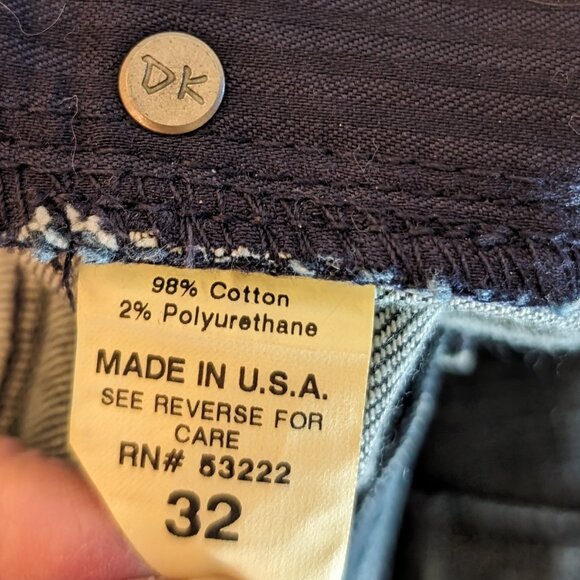 DK
98% Cotton
2% Polyurethane
MADE IN U.S.A.
SEE REVERSE FOR
CARE
RN# 53222
32